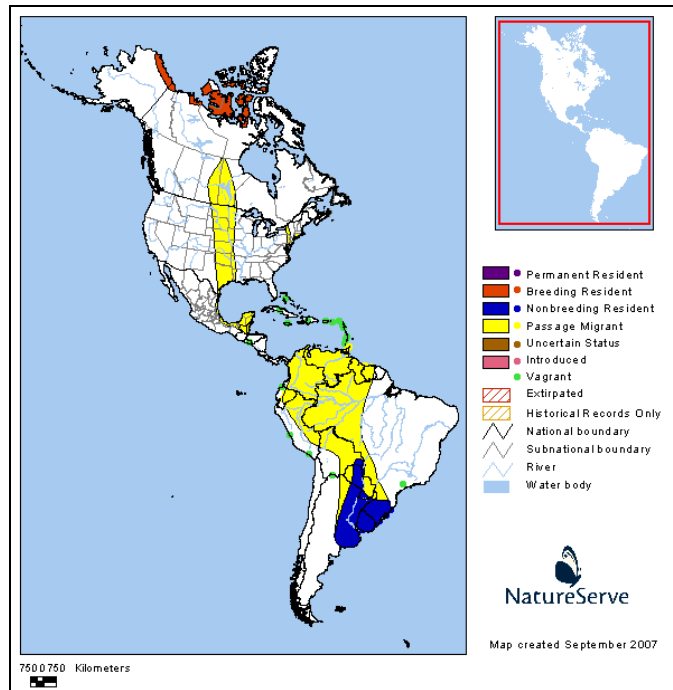 Permanent Resident
Breeding Resident
Nonbreeding Resident
Passage Migrant
Uncertain Status
Introduced
Vagrant
Extirpated
Historical Records Only
National boundary
Subnational boundary
River
Water body
NatureServe
Map created September 2007
750 0 750 Kilometers